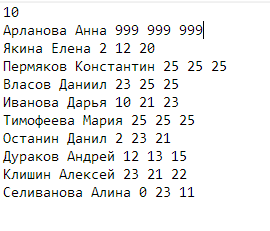 10
Арланова Анна 999 999 999
Якина Елена 2 12 20
Пермяков Константин 25 25 25
Власов Даниил 23 25 25
Иванова Дарья 10 21 23
Тимофеева Мария 25 25 25
Останин Данил 2 23 21
Дураков Андрей 12 13 15
Клишин Алексей 23 21 22
Селиванова Алина 0 23 11